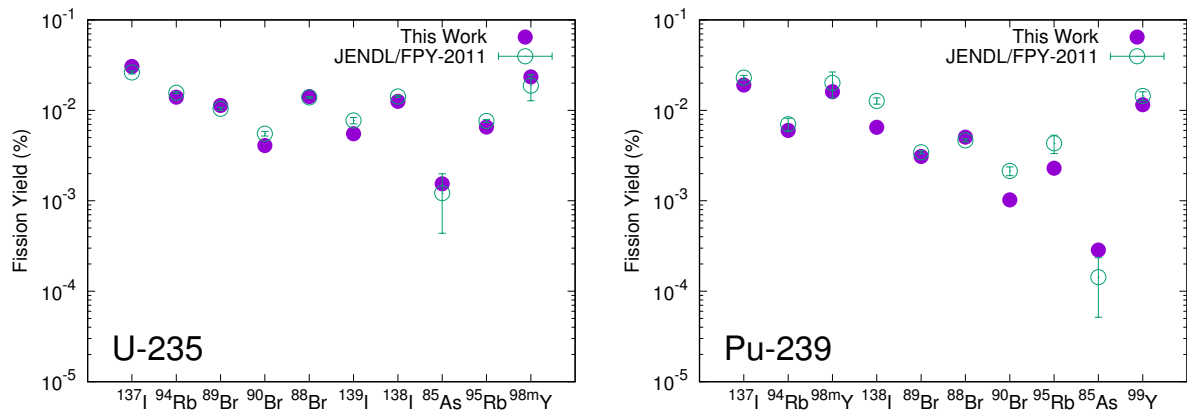 Fission Yield (%)
10⁻¹
10⁻²
10⁻³
10⁻⁴
10⁻⁵
This Work
JENDL/FPY-2011
U-235
¹³⁷I ⁹⁴Rb ⁸⁹Br ⁹⁰Br ⁸⁸Br ¹³⁹I ¹³⁸I ⁸⁵As ⁹⁵Rb ⁹⁸ᵐY
Fission Yield (%)
10⁻¹
10⁻²
10⁻³
10⁻⁴
10⁻⁵
This Work
JENDL/FPY-2011
Pu-239
¹³⁷I ⁹⁴Rb ⁹⁸ᵐY ¹³⁸I ⁸⁹Br ⁸⁸Br ⁹⁰Br ⁹⁵Rb ⁸⁵As ⁹⁹Y